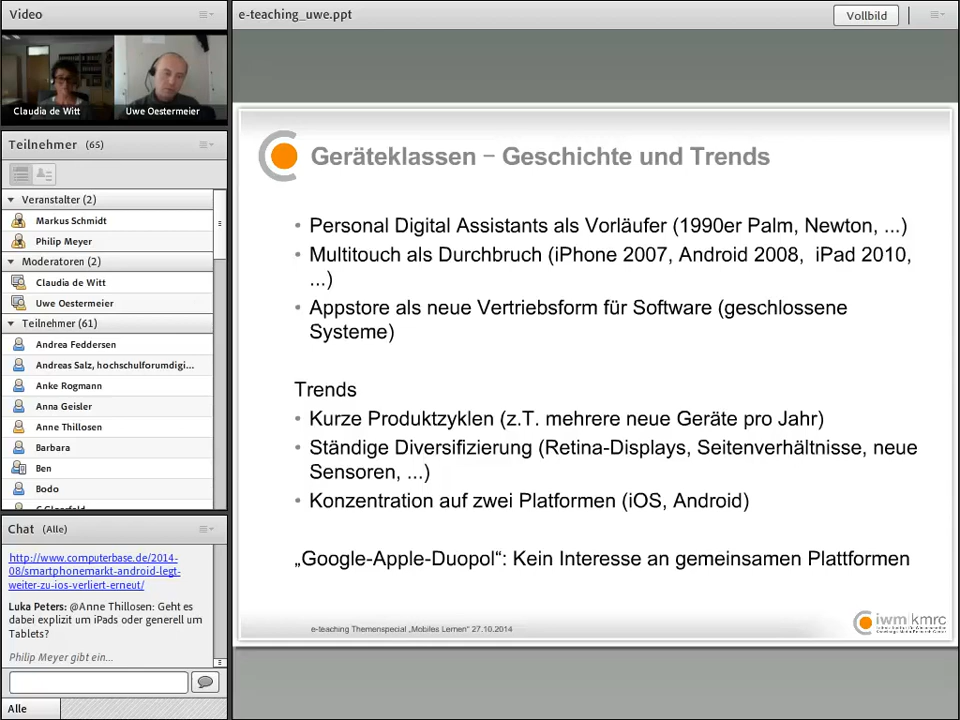 Video
Claudia de Witt
Uwe Oestermeier
Teilnehmer (65)
Veranstalter (2)
Markus Schmidt
Philip Meyer
Moderatoren (2)
Claudia de Witt
Uwe Oestermeier
Teilnehmer (61)
Andrea Feddersen
Andreas Salz, hochschulforumdigi...
Anke Rogmann
Anna Geisler
Anne Thillosen
Barbara
Ben
Bodo
Chat (Alle)
http://www.computerbase.de/2014-
08/smartphonemarkt-android-legt-
weiter-zu-ios-verliert-erneut/
Luka Peters: @Anne Thillosen: Geht es
dabei explizit um iPads oder generell um
Tablets?
Philip Meyer gibt ein...
Alle
e-teaching_uwe.ppt
Vollbild
Geräteklassen – Geschichte und Trends
• Personal Digital Assistants als Vorläufer (1990er Palm, Newton, ...)
• Multitouch als Durchbruch (iPhone 2007, Android 2008, iPad 2010,
...)
• Appstore als neue Vertriebsform für Software (geschlossene
Systeme)
Trends
• Kurze Produktzyklen (z.T. mehrere neue Geräte pro Jahr)
• Ständige Diversifizierung (Retina-Displays, Seitenverhältnisse, neue
Sensoren, ...)
• Konzentration auf zwei Platformen (iOS, Android)
„Google-Apple-Duopol“: Kein Interesse an gemeinsamen Plattformen
e-teaching Themenspecial „Mobiles Lernen“ 27.10.2014
iwm|kmrc